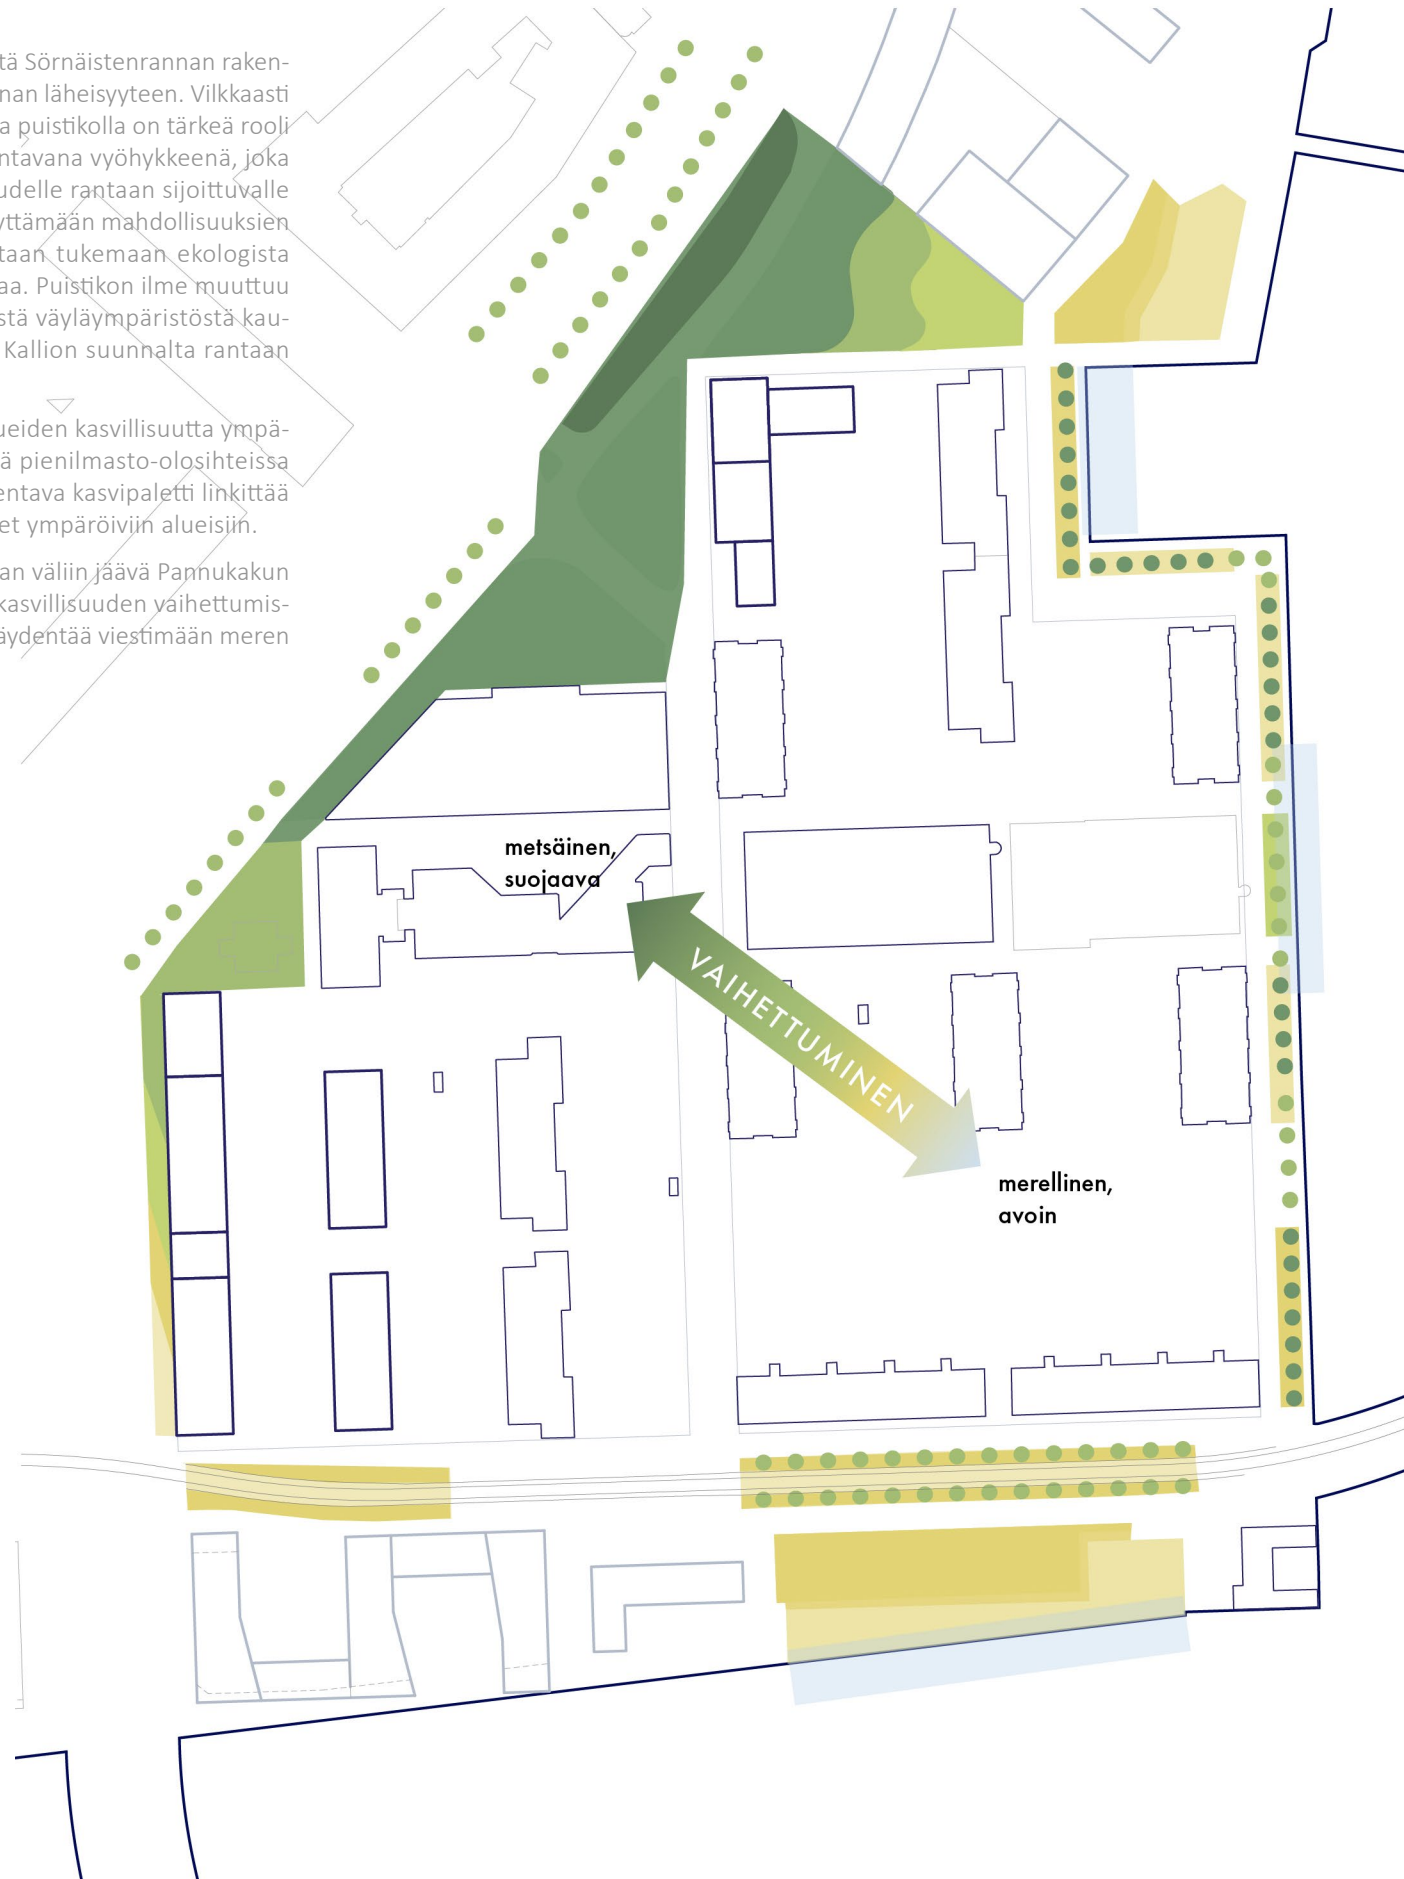 tä Sörnäistenrannan raken-
nan läheisyyteen. Vilkkaasti
a puistikolla on tärkeä rooli
ntavana vyöhykkeenä, joka
udelle rantaan sijoittuvalle
yttämään mahdollisuuksien
taan tukemaan ekologista
aa. Puistikon ilme muuttuu
stä väyläympäristöstä kau-
Kallion suunnalta rantaan
ueiden kasvillisuutta ympä-
ä pienilmasto-olosihteissa
entava kasvipaletti linkittää
et ympäröiviin alueisiin.
an väliin jäävä Pannukakun
kasvillisuuden vaihettumis-
äydentää viestimään meren
metsäinen,
suojaava
VAIHETTUMINEN
merellinen,
avoin